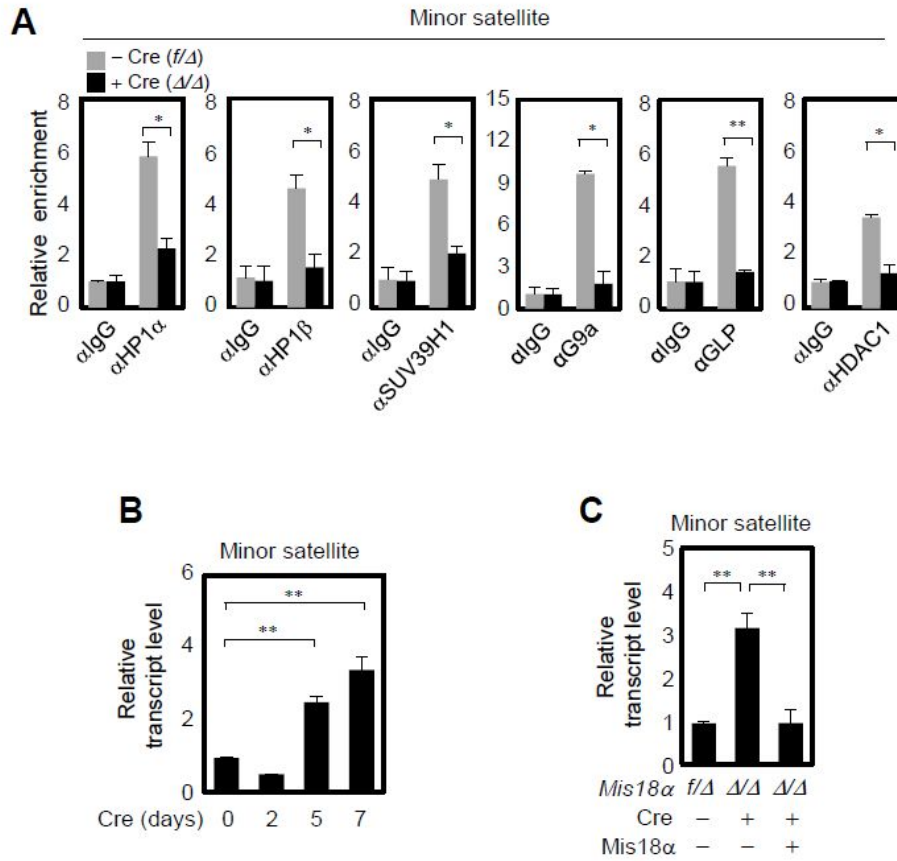 A
Minor satellite
– Cre (f/Δ)
+ Cre (Δ/Δ)
Relative enrichment
8
6
4
2
0
*
αIgG
αHP1α
8
6
4
2
0
*
αIgG
αHP1β
8
6
4
2
0
*
αIgG
αSUV39H1
15
12
9
6
3
0
*
αIgG
αG9a
8
6
4
2
0
**
αIgG
αGLP
8
6
4
2
0
*
αIgG
αHDAC1
B
Minor satellite
Relative
transcript level
6
4
2
0
**
**
Cre (days) 0 2 5 7
C
Minor satellite
Relative
transcript level
5
4
3
2
1
0
** **
Mis18α f/Δ Δ/Δ Δ/Δ
Cre – + +
Mis18α – – +